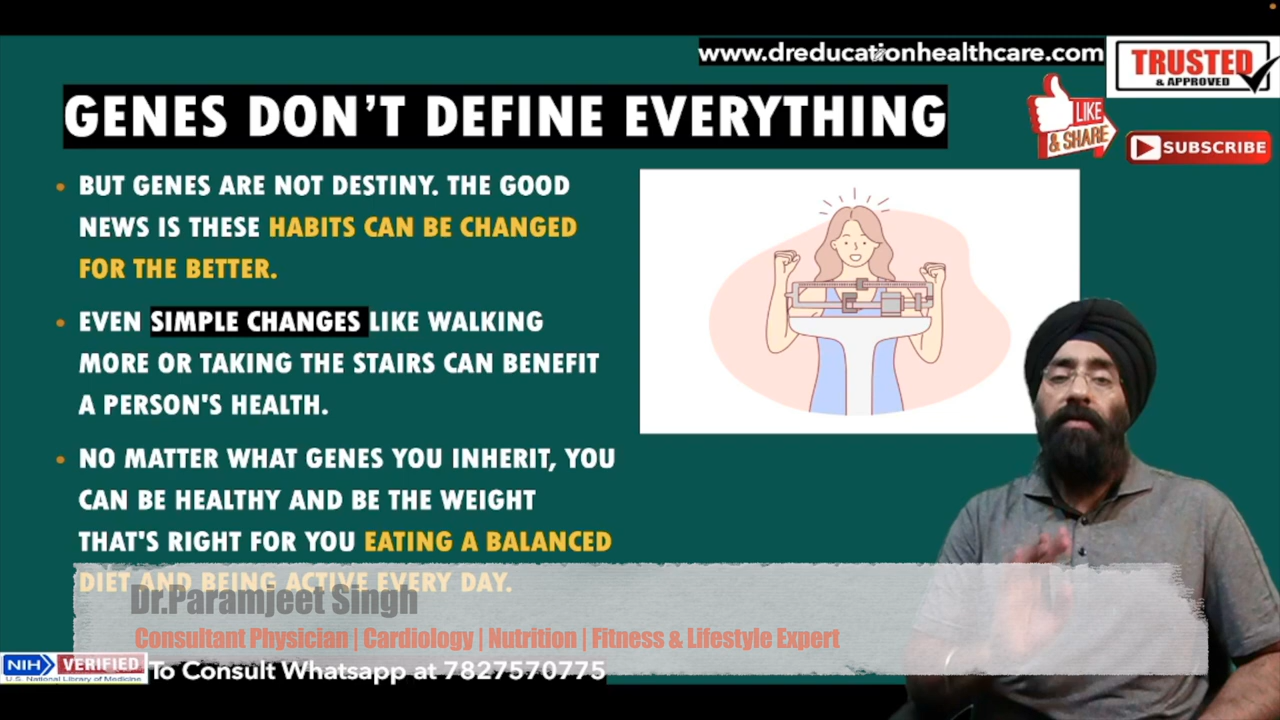 www.dreducationhealthcare.com
TRUSTED
& APPROVED
LIKE
& SHARE
SUBSCRIBE
GENES DON’T DEFINE EVERYTHING
• BUT GENES ARE NOT DESTINY. THE GOOD
NEWS IS THESE HABITS CAN BE CHANGED
FOR THE BETTER.
• EVEN SIMPLE CHANGES LIKE WALKING
MORE OR TAKING THE STAIRS CAN BENEFIT
A PERSON'S HEALTH.
• NO MATTER WHAT GENES YOU INHERIT, YOU
CAN BE HEALTHY AND BE THE WEIGHT
THAT'S RIGHT FOR YOU EATING A BALANCED
DIET AND BEING ACTIVE EVERY DAY.
Dr.Paramjeet Singh
Consultant Physician | Cardiology | Nutrition | Fitness & Lifestyle Expert
NIH VERIFIED
U.S. National Library of Medicine
To Consult Whatsapp at 7827570775